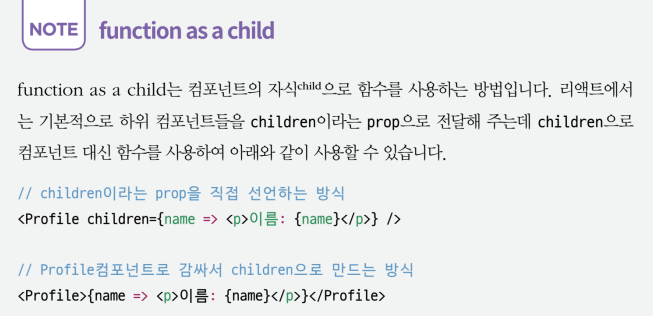 NOTE function as a child
function as a child는 컴포넌트의 자식child으로 함수를 사용하는 방법입니다. 리액트에서
는 기본적으로 하위 컴포넌트들을 children이라는 prop으로 전달해 주는데 children으로
컴포넌트 대신 함수를 사용하여 아래와 같이 사용할 수 있습니다.
// children이라는 prop을 직접 선언하는 방식
<Profile children={name => <p>이름: {name}</p>} />
// Profile컴포넌트로 감싸서 children으로 만드는 방식
<Profile>{name => <p>이름: {name}</p>}</Profile>